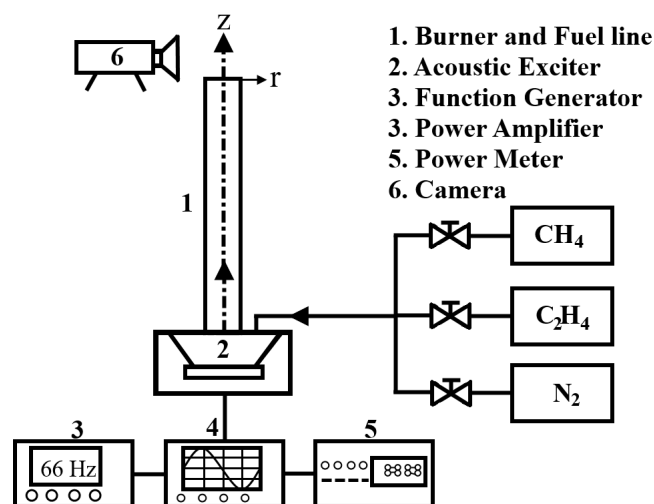 z
6
r
1
1. Burner and Fuel line
2. Acoustic Exciter
3. Function Generator
3. Power Amplifier
5. Power Meter
6. Camera
CH₄
C₂H₄
N₂
2
3
4
5
66 Hz